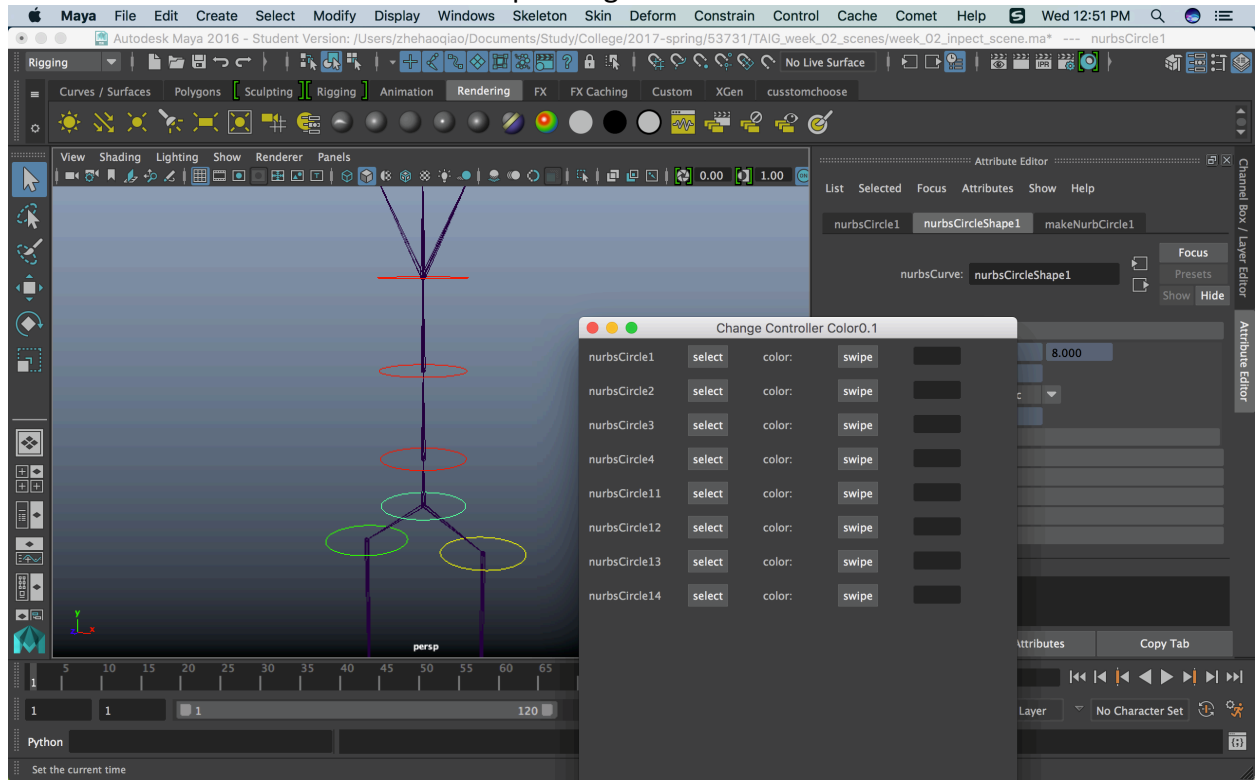 Maya File Edit Create Select Modify Display Windows Skeleton Skin Deform Constrain Control Cache Comet Help S Wed 12:51 PM
Autodesk Maya 2016 - Student Version: /Users/zhehaoqiao/Documents/Study/College/2017-spring/53731/TAIG_week_02_scenes/week_02_inpect_scene.ma* --- nurbsCircle1
Rigging No Live Surface
Curves / Surfaces Polygons Sculpting Rigging Animation Rendering FX FX Caching Custom XGen cusstomchoose
View Shading Lighting Show Renderer Panels
0.00 1.00
Attribute Editor
List Selected Focus Attributes Show Help
nurbsCircle1 nurbsCircleShape1 makeNurbCircle1
nurbsCurve: nurbsCircleShape1
Focus
Presets
Show Hide
Channel Box / Layer Editor
Attribute Editor
8.000
Change Controller Color0.1
nurbsCircle1 select color: swipe
nurbsCircle2 select color: swipe
nurbsCircle3 select color: swipe
nurbsCircle4 select color: swipe
nurbsCircle11 select color: swipe
nurbsCircle12 select color: swipe
nurbsCircle13 select color: swipe
nurbsCircle14 select color: swipe
y
x
persp
ttributes Copy Tab
5 10 15 20 25 30 35 40 45 50 55 60 65
1
1 1 1 120 Layer No Character Set
Python
Set the current time